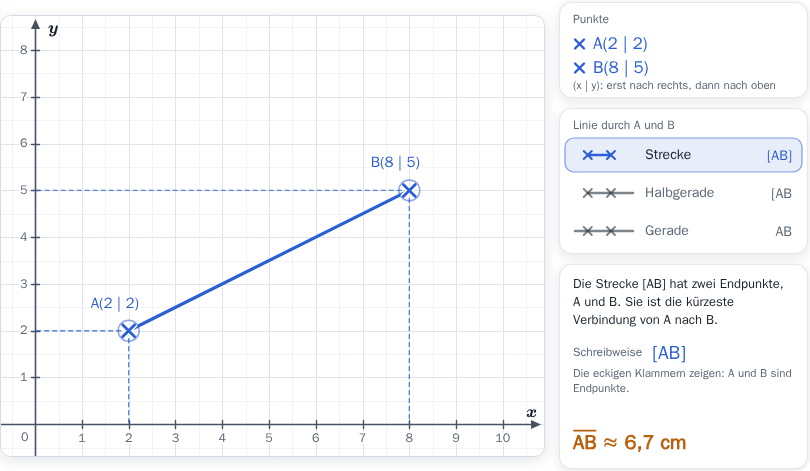 y
8
7
6
5
4
3
2
1
0
1 2 3 4 5 6 7 8 9 10
x
B(8 | 5)
A(2 | 2)
Punkte
A(2 | 2)
B(8 | 5)
(x | y): erst nach rechts, dann nach oben
Linie durch A und B
Strecke [AB]
Halbgerade [AB
Gerade AB
Die Strecke [AB] hat zwei Endpunkte,
A und B. Sie ist die kürzeste
Verbindung von A nach B.
Schreibweise [AB]
Die eckigen Klammern zeigen: A und B sind
Endpunkte.
A̅B̅ ≈ 6,7 cm